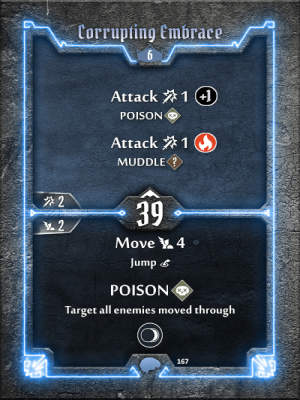 Corrupting Embrace
6
Attack 1 +1
POISON
Attack 1
MUDDLE ?
2
39
2
Move 4
Jump
POISON
Target all enemies moved through
167